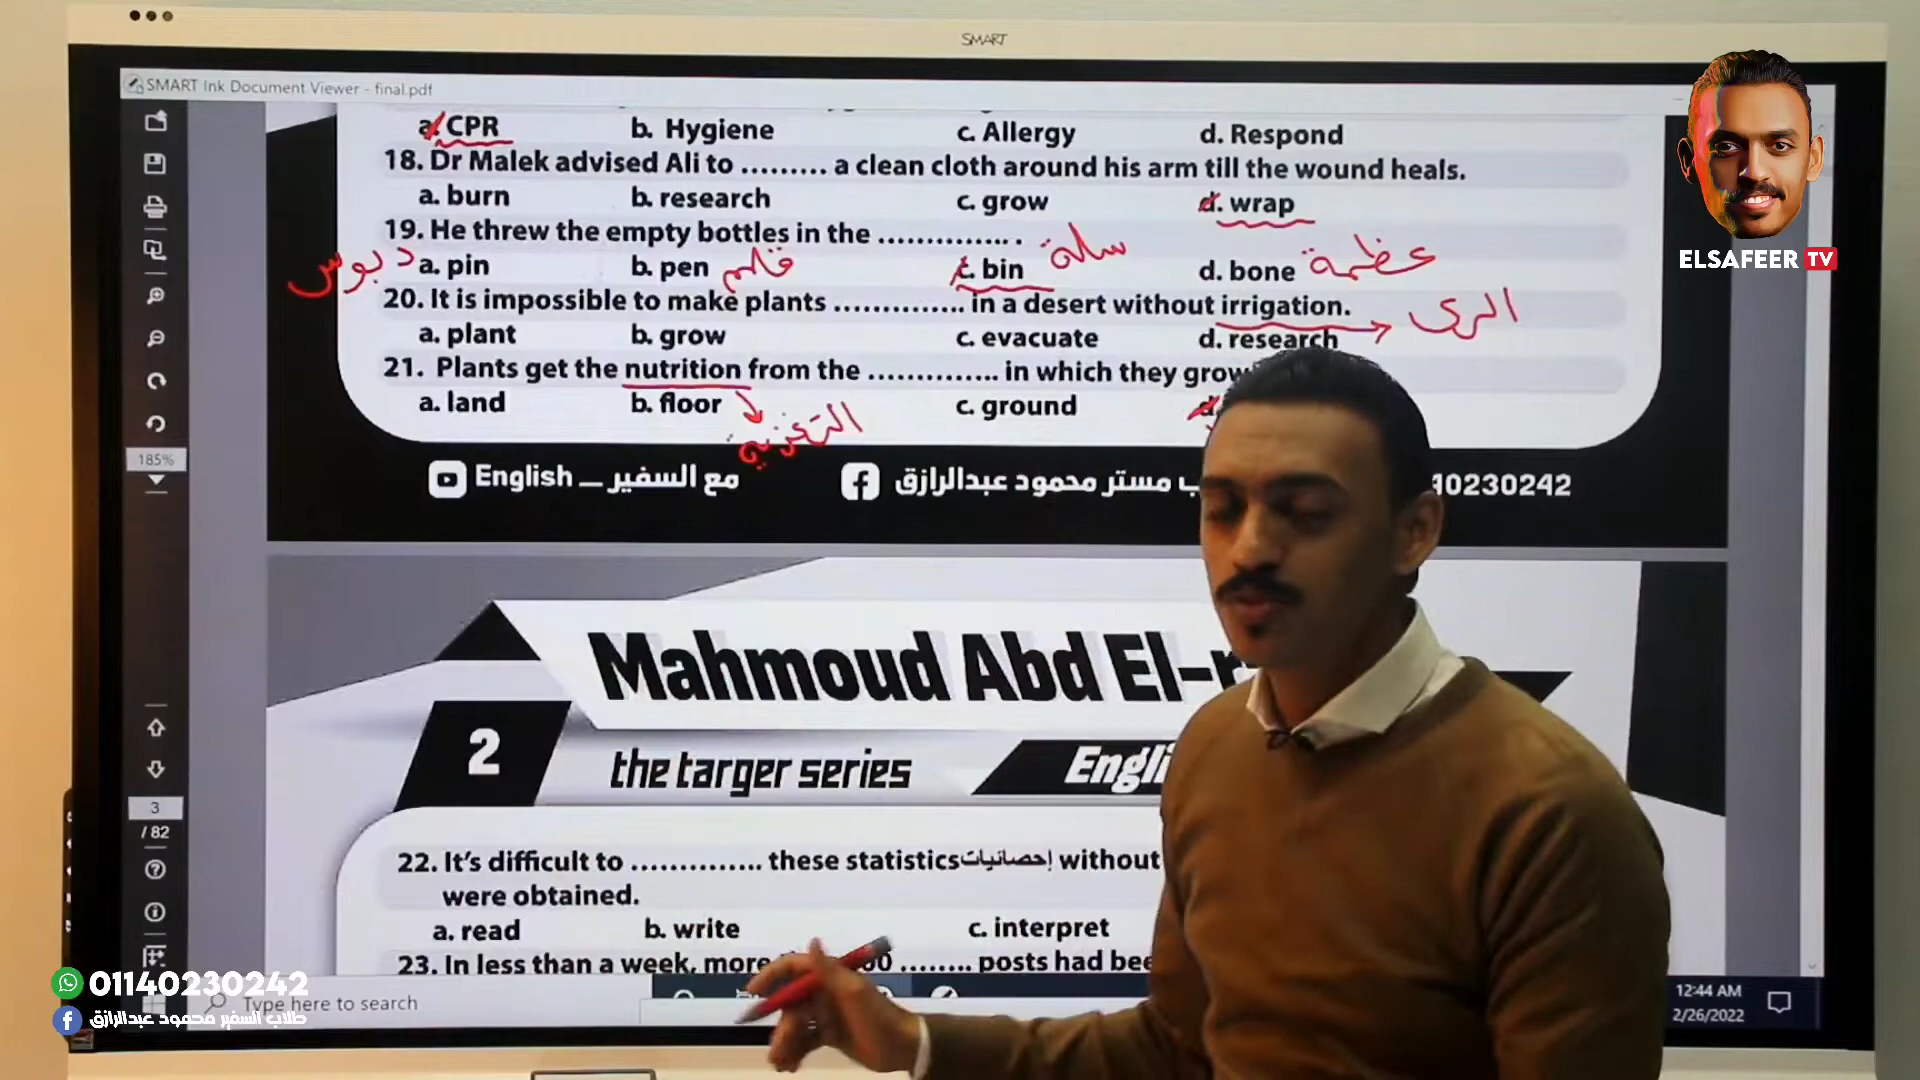 SMART
SMART Ink Document Viewer - final.pdf
a. CPR b. Hygiene c. Allergy d. Respond
18. Dr Malek advised Ali to ......... a clean cloth around his arm till the wound heals.
a. burn b. research c. grow d. wrap
19. He threw the empty bottles in the ............... .
دبوس a. pin b. pen قلم c. bin سلة d. bone عظمة
20. It is impossible to make plants .............. in a desert without irrigation. الرى
a. plant b. grow c. evacuate d. research
21. Plants get the nutrition from the .............. in which they grow
a. land b. floor c. ground d.
التغذية
English _ مع السفير
ب مستر محمود عبدالرازق
10230242
185%
Mahmoud Abd El-r
2
the targer series
Engli
22. It's difficult to .............. these statistics إحصائيات without
were obtained.
a. read b. write c. interpret
23. In less than a week, more ........ posts had bee
3
/ 82
Type here to search
12:44 AM
2/26/2022
ELSAFEER TV
01140230242
طلاب السفير محمود عبدالرازق